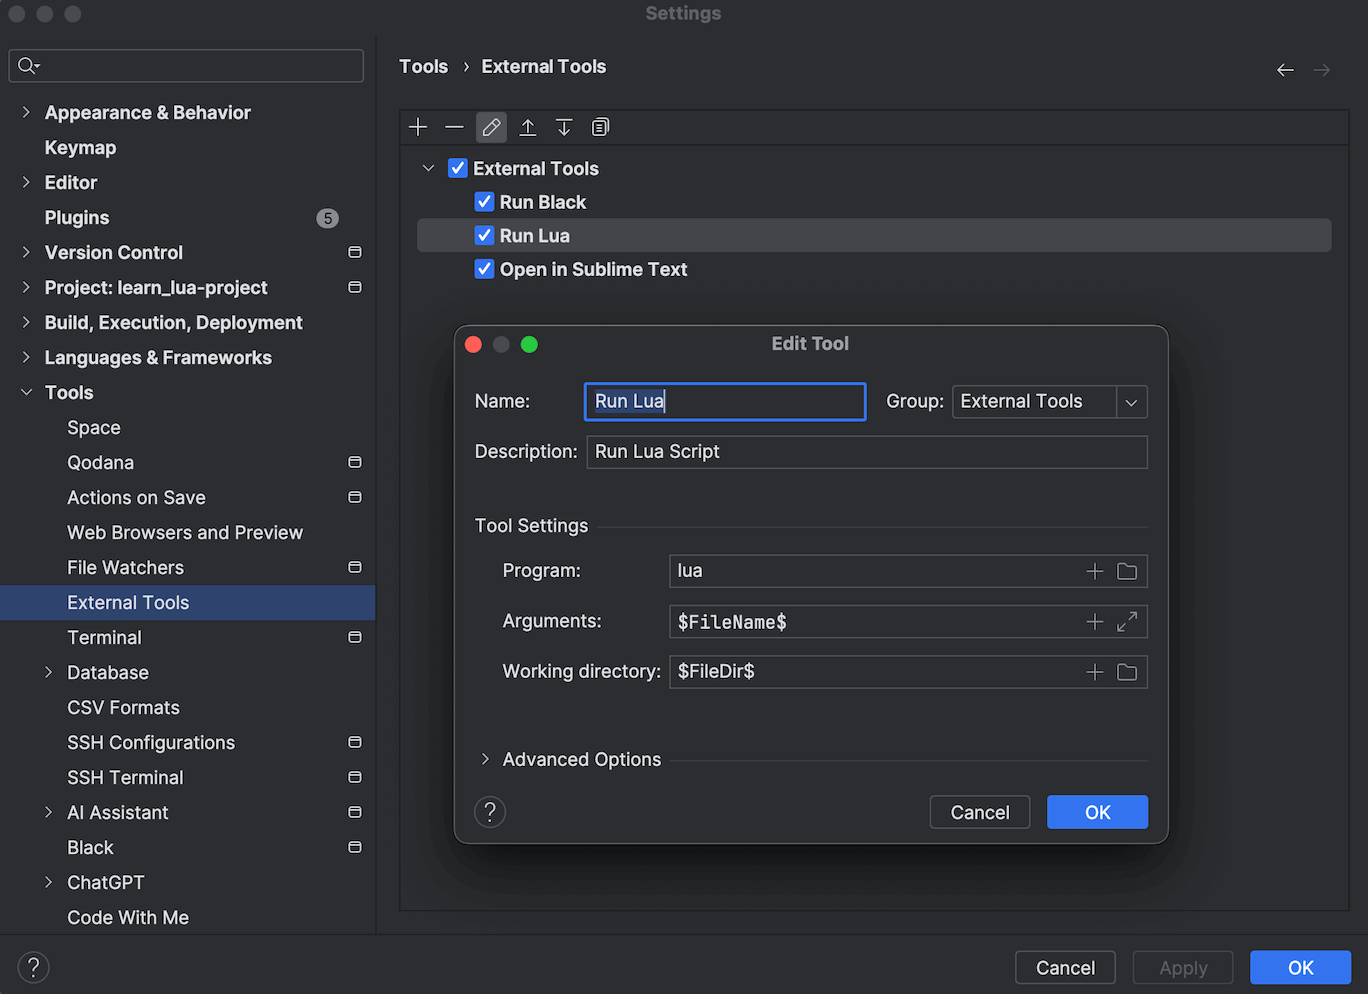 Settings
Tools › External Tools
Appearance & Behavior
Keymap
Editor
Plugins 5
Version Control
Project: learn_lua-project
Build, Execution, Deployment
Languages & Frameworks
Tools
Space
Qodana
Actions on Save
Web Browsers and Preview
File Watchers
External Tools
Terminal
Database
CSV Formats
SSH Configurations
SSH Terminal
AI Assistant
Black
ChatGPT
Code With Me
External Tools
Run Black
Run Lua
Open in Sublime Text
Edit Tool
Name: Run Lua Group: External Tools
Description: Run Lua Script
Tool Settings
Program: lua
Arguments: $FileName$
Working directory: $FileDir$
Advanced Options
? Cancel OK
? Cancel Apply OK